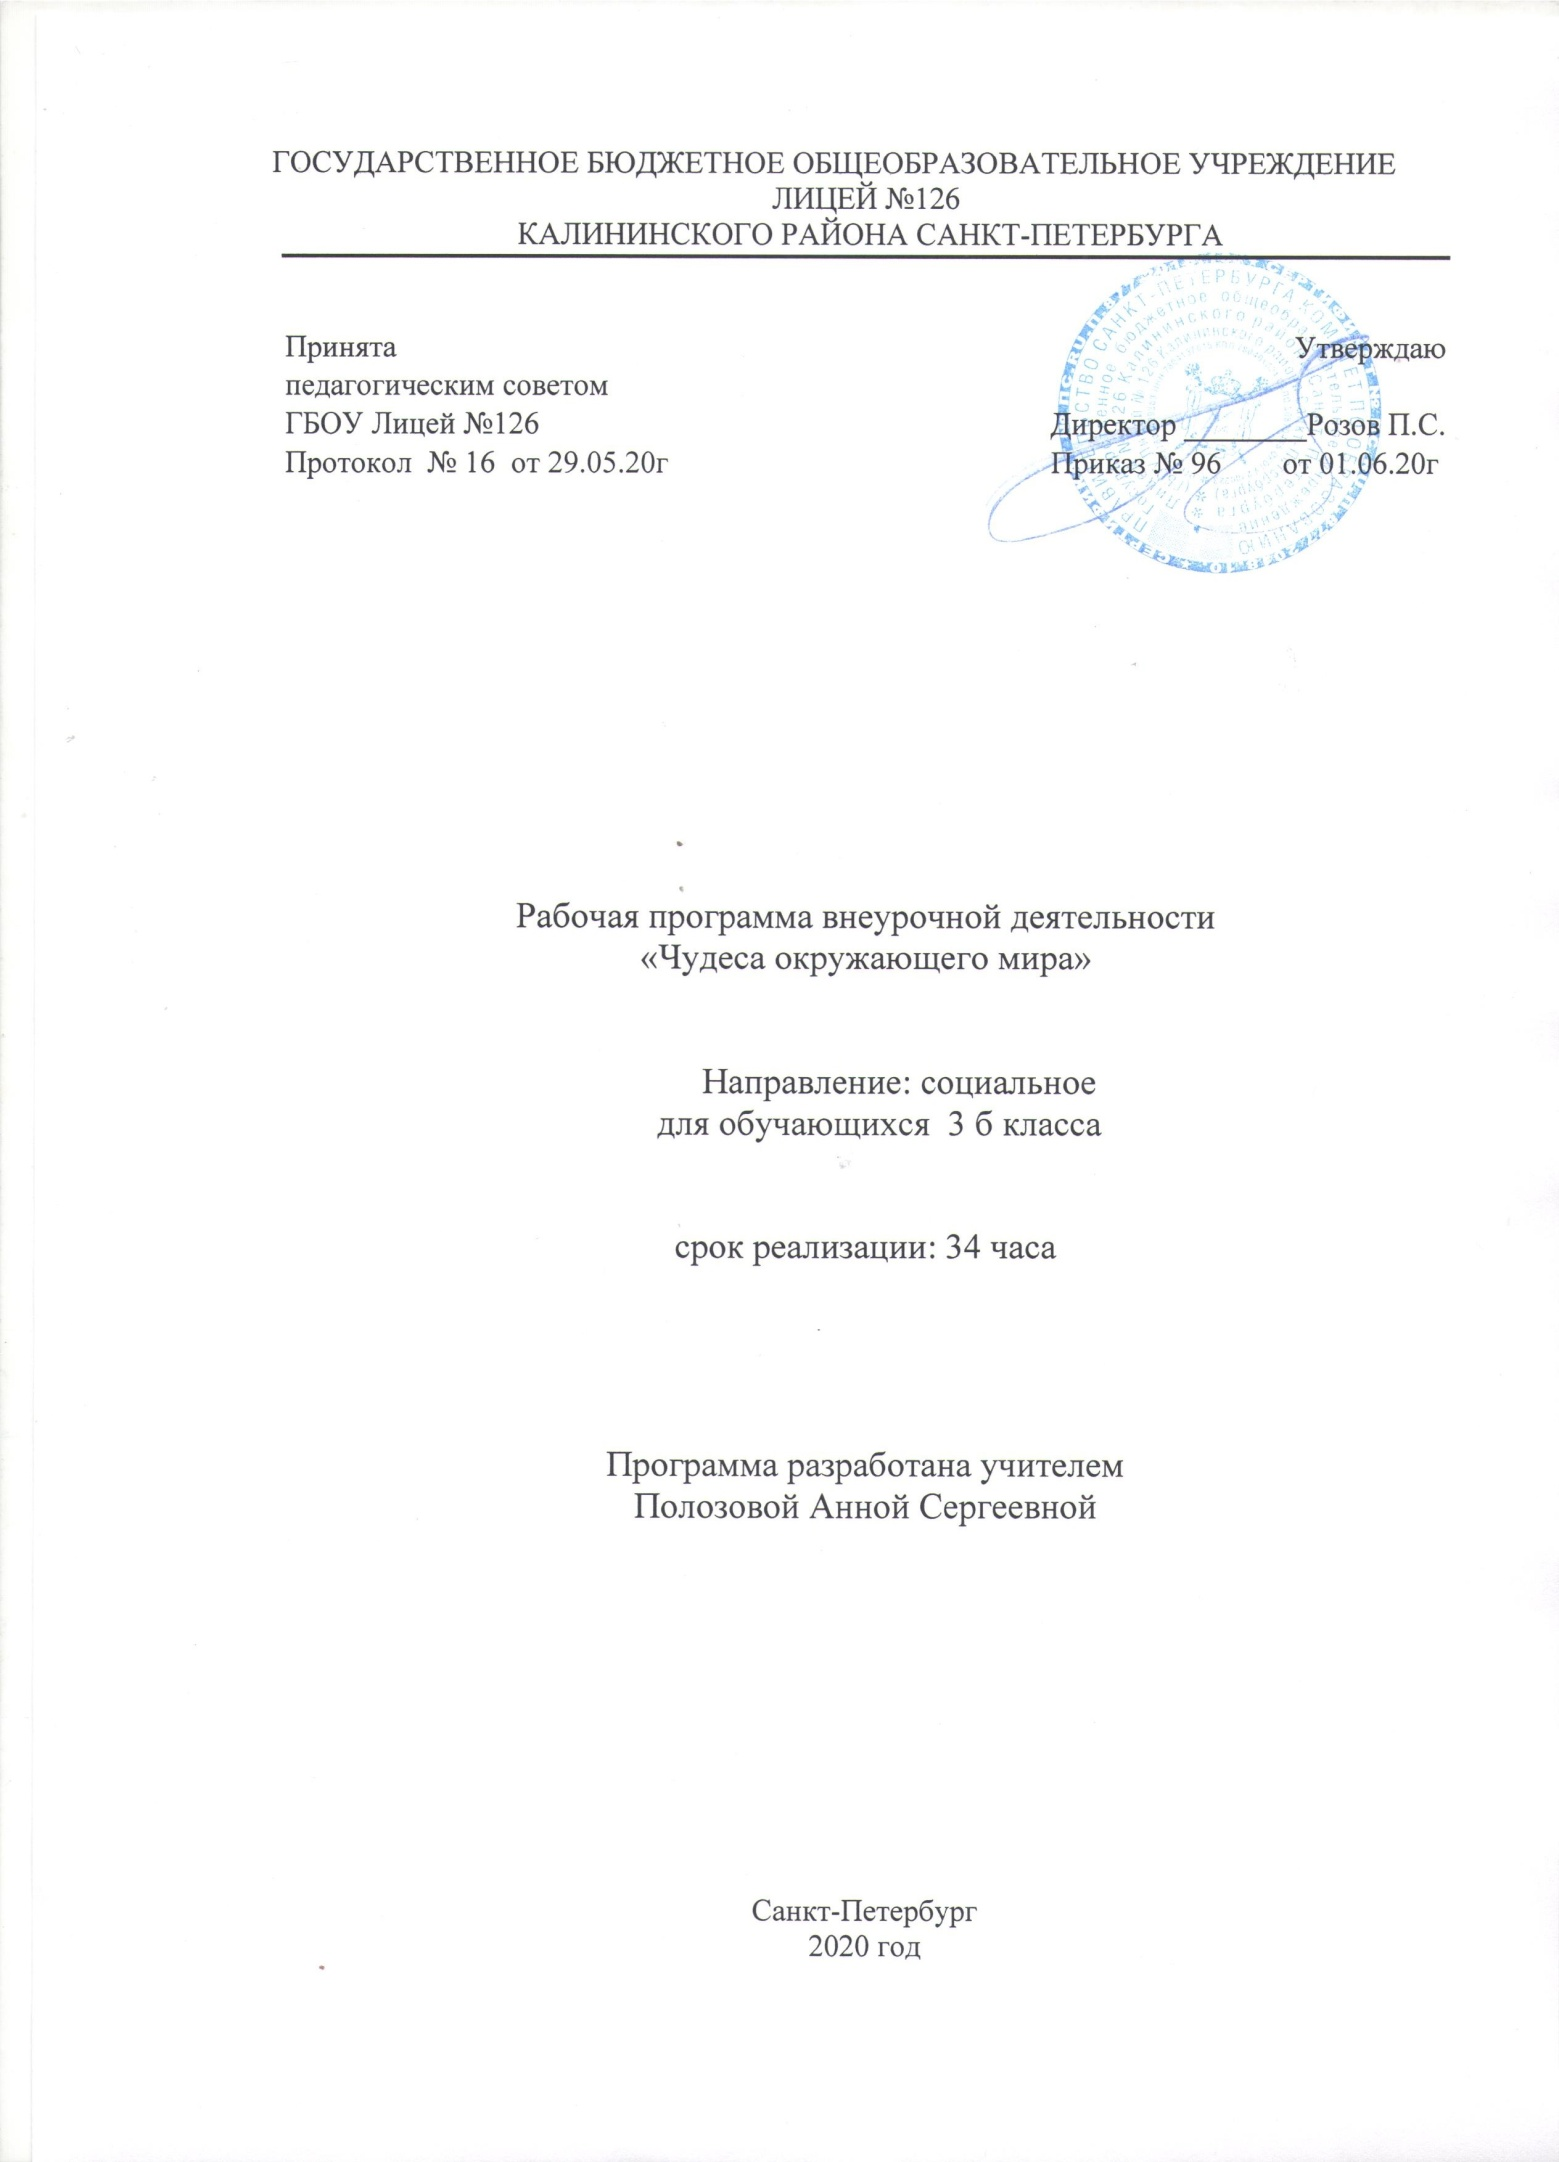 ГОСУДАРСТВЕННОЕ БЮДЖЕТНОЕ ОБЩЕОБРАЗОВАТЕЛЬНОЕ УЧРЕЖДЕНИЕ
ЛИЦЕЙ №126
КАЛИНИНСКОГО РАЙОНА САНКТ-ПЕТЕРБУРГА
Принята
педагогическим советом
ГБОУ Лицей №126
Протокол № 16 от 29.05.20г
Утверждаю
Директор ________Розов П.С.
Приказ № 96 от 01.06.20г
Рабочая программа внеурочной деятельности
«Чудеса окружающего мира»
Направление: социальное
для обучающихся 3 б класса
срок реализации: 34 часа
Программа разработана учителем
Полозовой Анной Сергеевной
Санкт-Петербург
2020 год